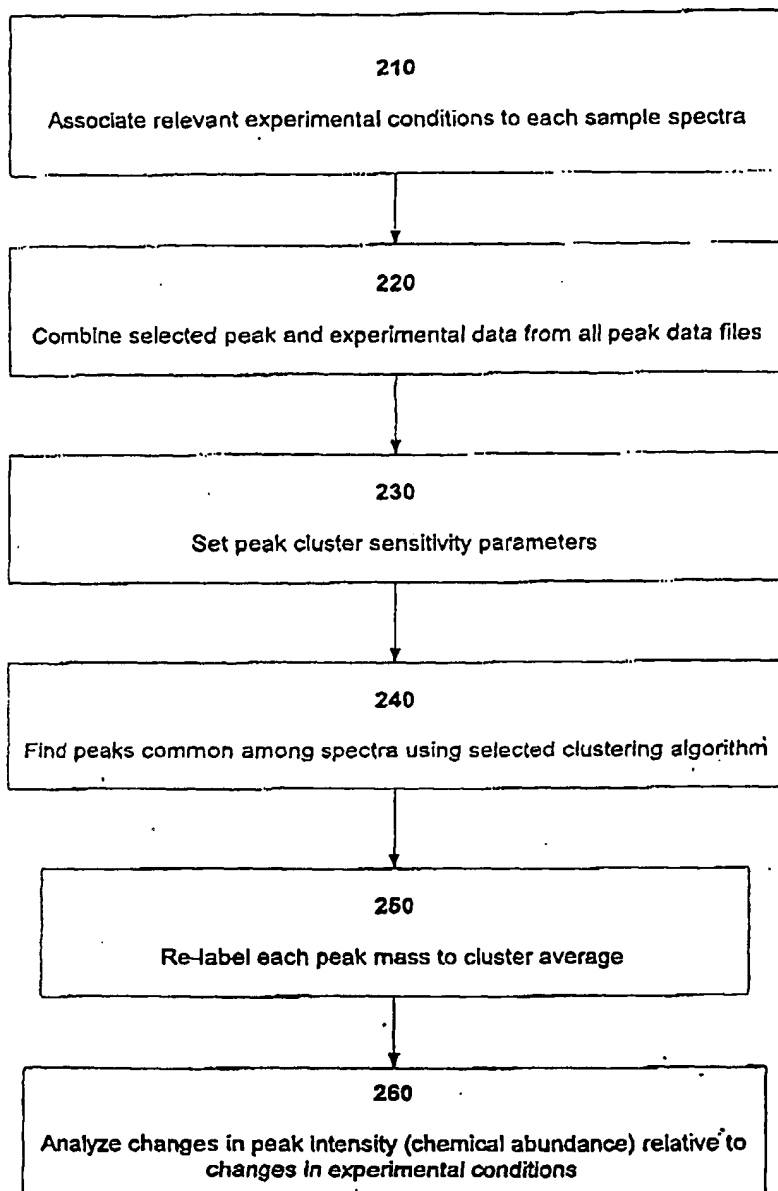 210
Associate relevant experimental conditions to each sample spectra
220
Combine selected peak and experimental data from all peak data files
230
Set peak cluster sensitivity parameters
240
Find peaks common among spectra using selected clustering algorithm
250
Re-label each peak mass to cluster average
260
Analyze changes in peak intensity (chemical abundance) relative to
changes in experimental conditions